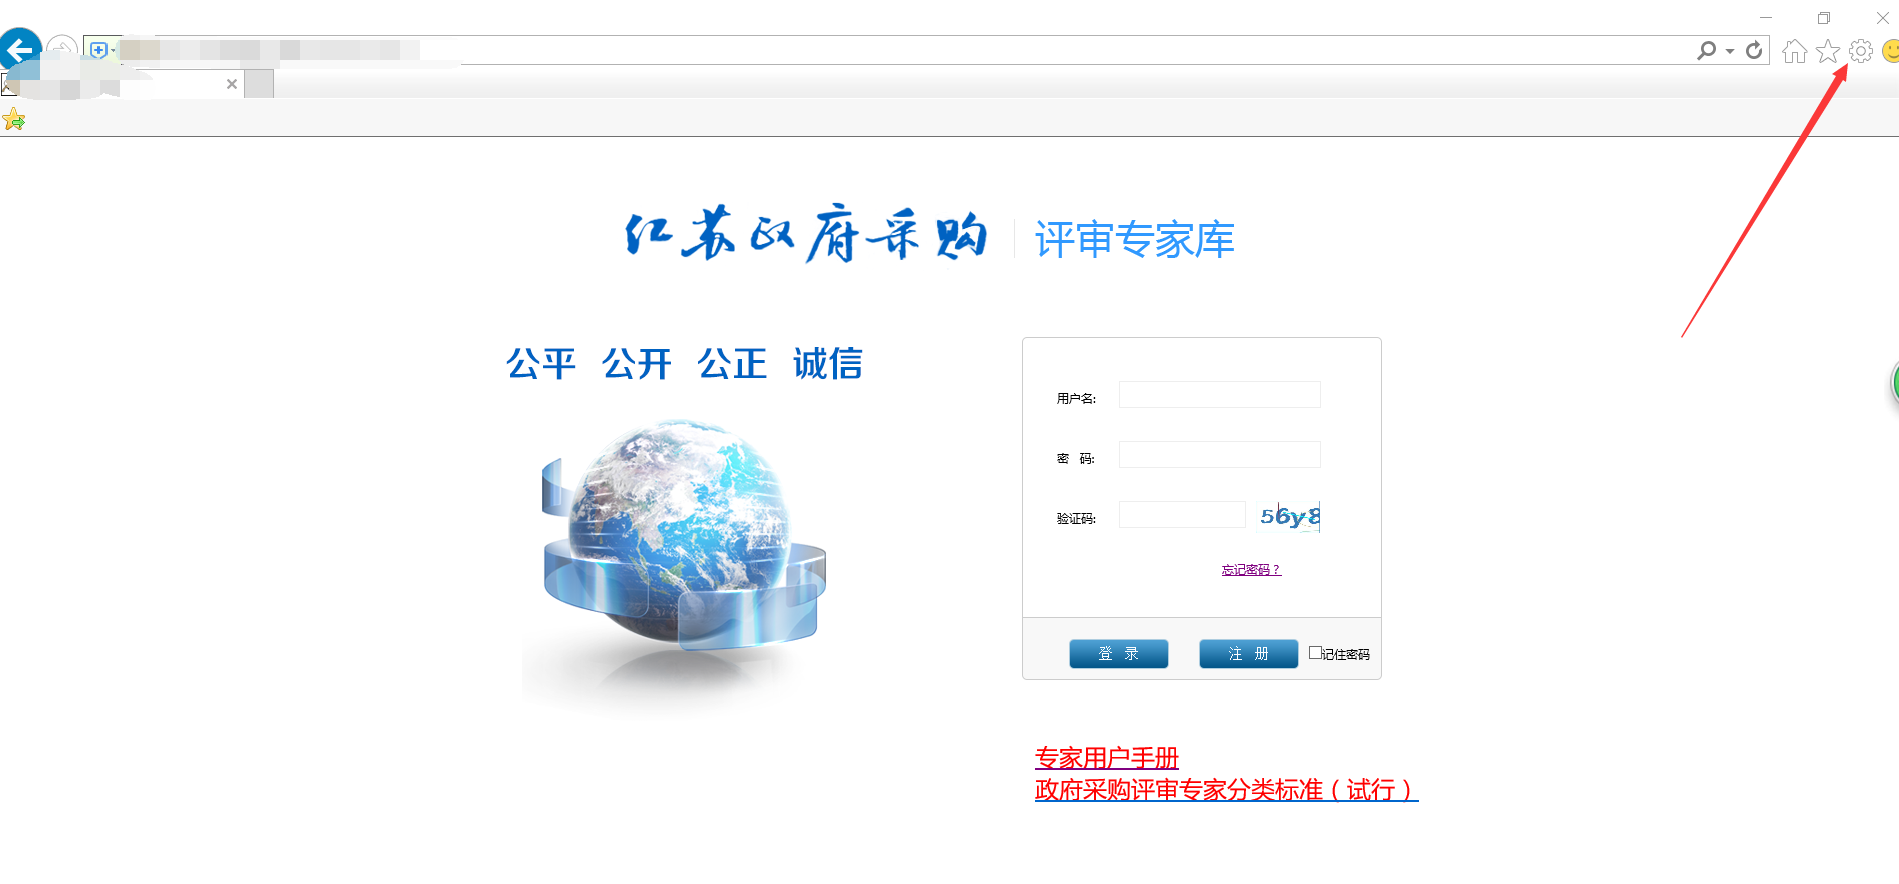 江苏政府采购 评审专家库
公平 公开 公正 诚信
用户名:
密 码:
验证码: 56y8
忘记密码？
登 录 注 册 记住密码
专家用户手册
政府采购评审专家分类标准（试行）